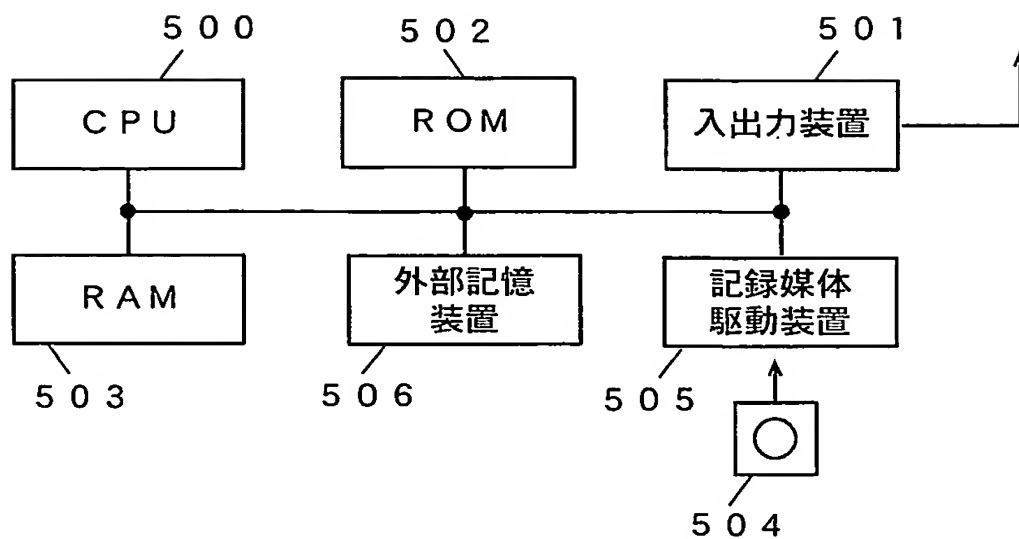 ５００
５０２
５０１
ＣＰＵ
ＲＯＭ
入出力装置
ＲＡＭ
外部記憶
装置
記録媒体
駆動装置
５０３
５０６
５０５
５０４